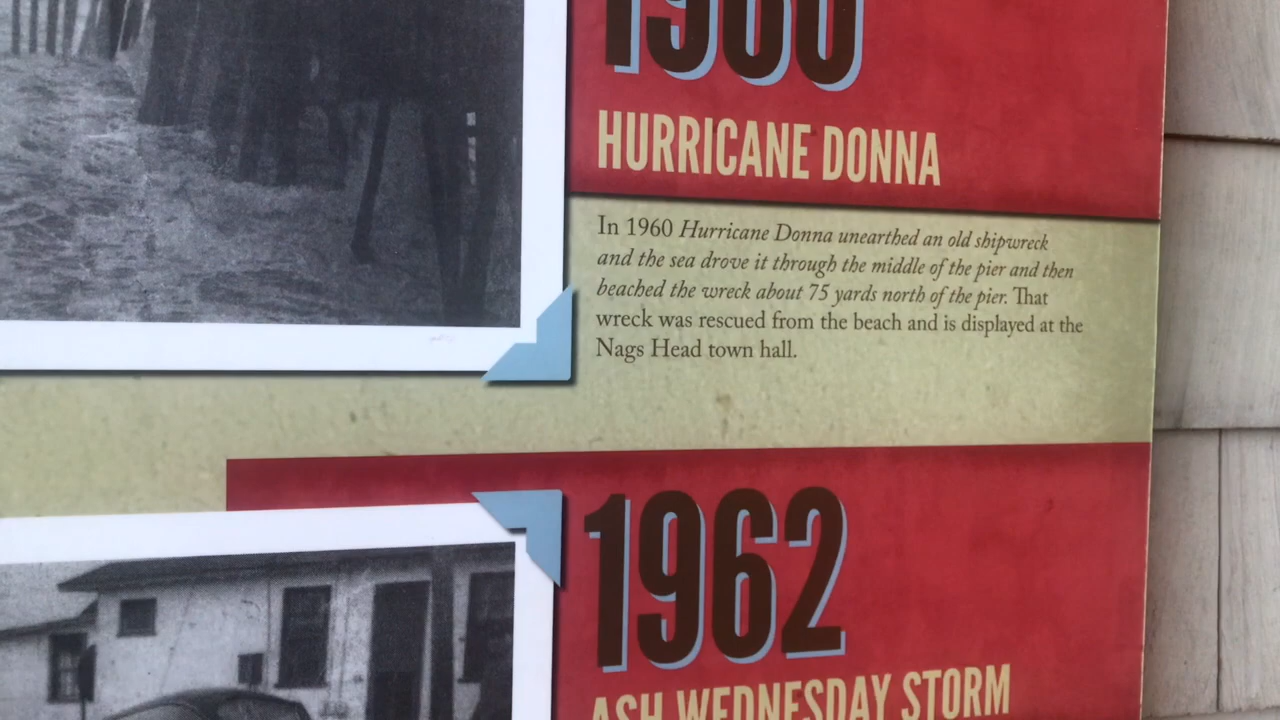 1960
HURRICANE DONNA
In 1960 Hurricane Donna unearthed an old shipwreck
and the sea drove it through the middle of the pier and then
beached the wreck about 75 yards north of the pier. That
wreck was rescued from the beach and is displayed at the
Nags Head town hall.
1962
ASH WEDNESDAY STORM